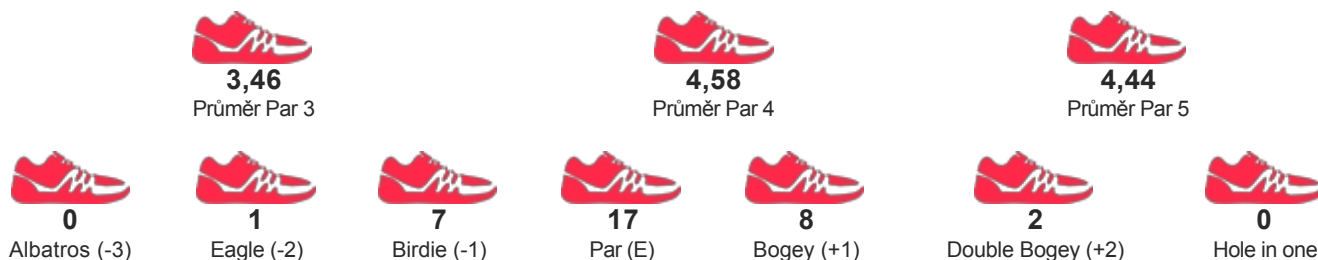 3,46 4,58 4,44
Průměr Par 3 Průměr Par 4 Průměr Par 5
0 1 7 17 8 2 0
Albatros (-3) Eagle (-2) Birdie (-1) Par (E) Bogey (+1) Double Bogey (+2) Hole in one